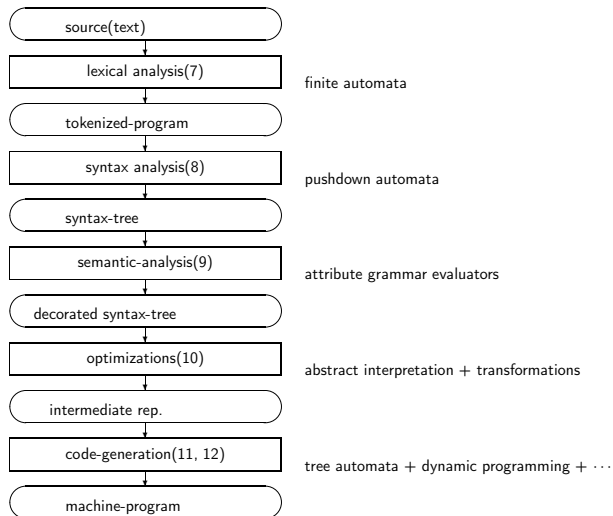 source(text)
lexical analysis(7)
finite automata
tokenized-program
syntax analysis(8)
pushdown automata
syntax-tree
semantic-analysis(9)
attribute grammar evaluators
decorated syntax-tree
optimizations(10)
abstract interpretation + transformations
intermediate rep.
code-generation(11, 12)
tree automata + dynamic programming + ···
machine-program